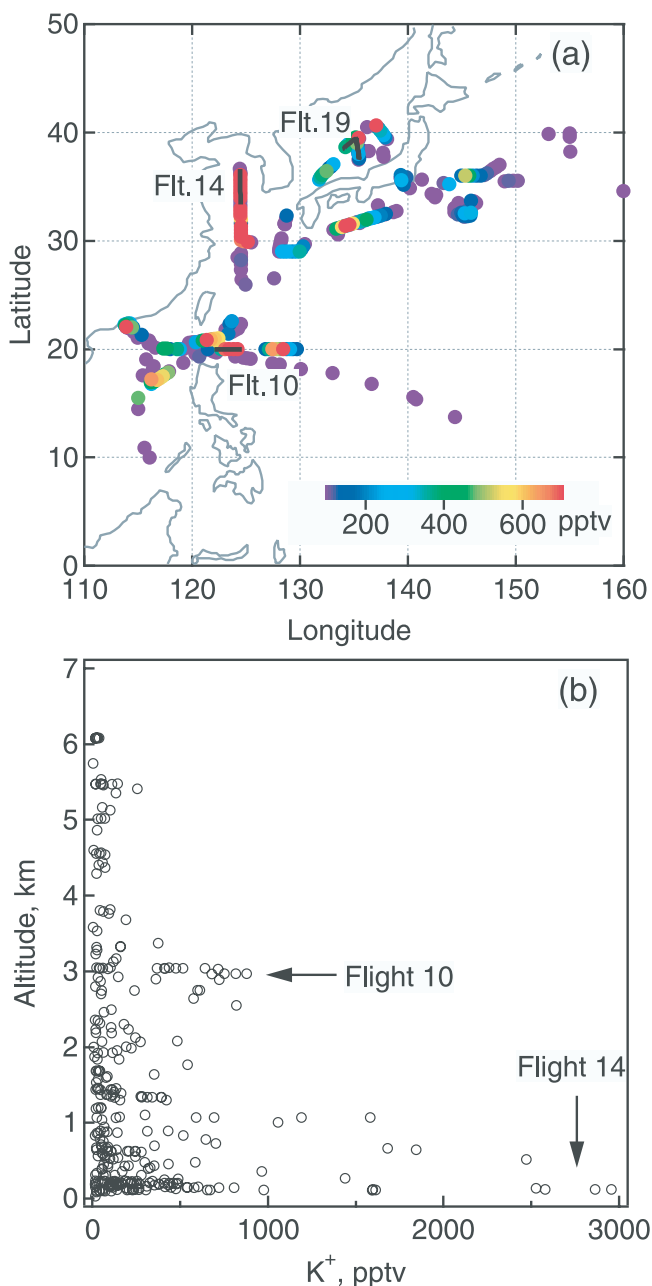 50
(a)
40
Flt.19
Flt.14
30
Latitude
20
Flt.10
10
200 400 600 pptv
0
110 120 130 140 150 160
Longitude
7
(b)
6
5
4
Altitude, km
3
Flight 10
2
Flight 14
1
0
0 1000 2000 3000
K⁺, pptv